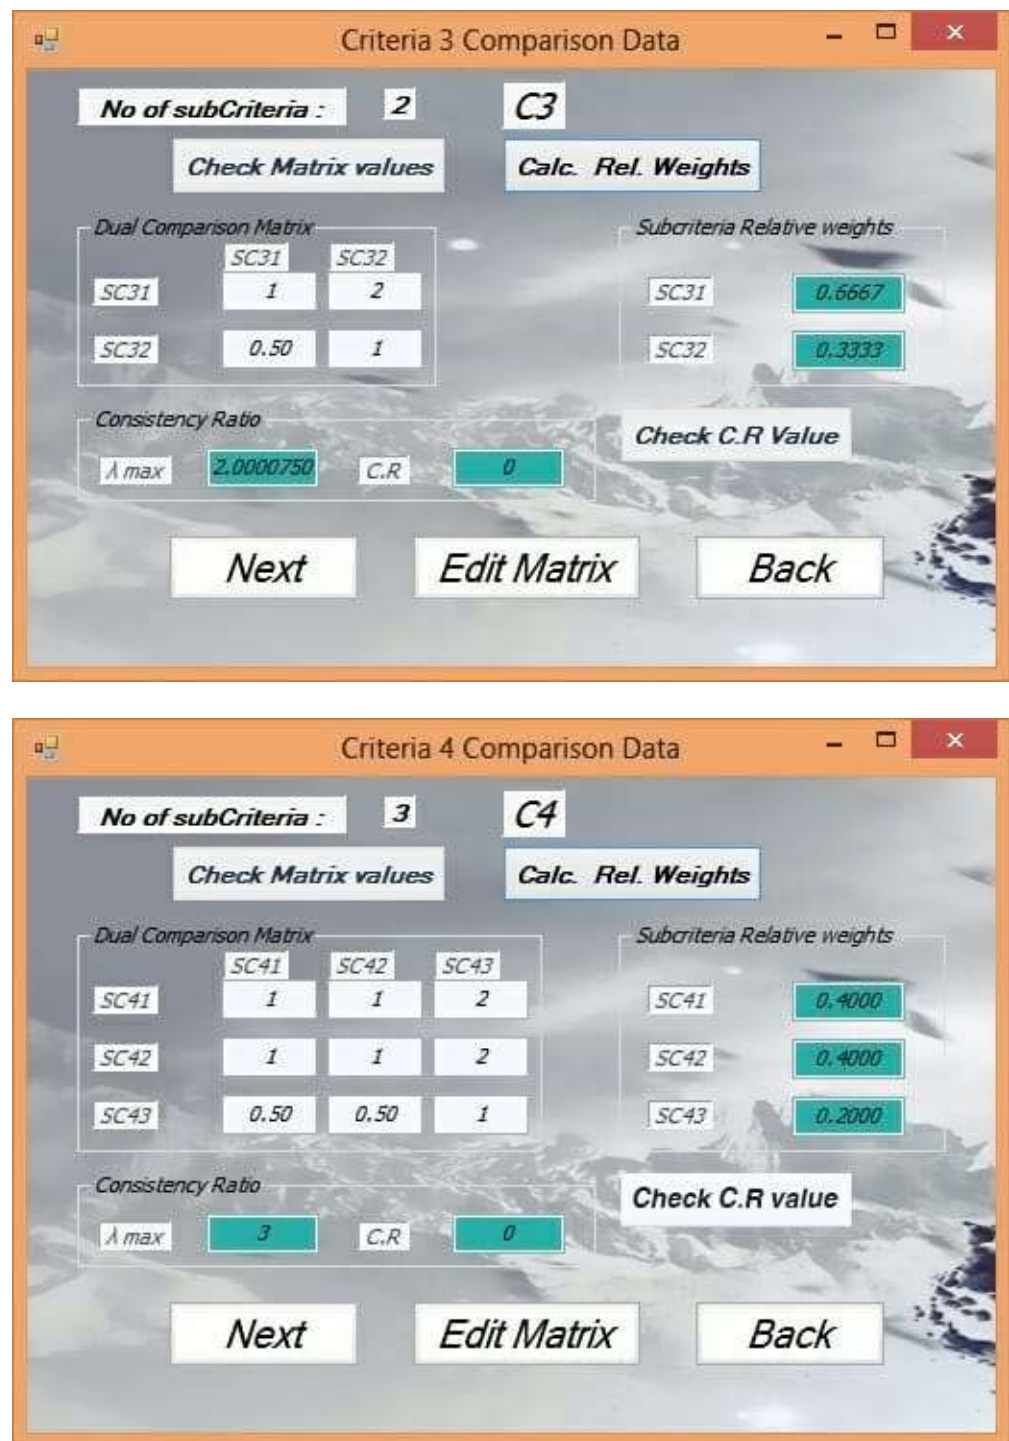 Criteria 3 Comparison Data
No of subCriteria : 2 C3
Check Matrix values Calc. Rel. Weights
Dual Comparison Matrix Subcriteria Relative weights
SC31 SC32
SC31 1 2 SC31 0.6667
SC32 0.50 1 SC32 0.3333
Consistency Ratio
Check C.R Value
λ max 2.0000750 C.R 0
Next Edit Matrix Back
Criteria 4 Comparison Data
No of subCriteria : 3 C4
Check Matrix values Calc. Rel. Weights
Dual Comparison Matrix Subcriteria Relative weights
SC41 SC42 SC43
SC41 1 1 2 SC41 0.4000
SC42 1 1 2 SC42 0.4000
SC43 0.50 0.50 1 SC43 0.2000
Consistency Ratio
Check C.R value
λ max 3 C.R 0
Next Edit Matrix Back